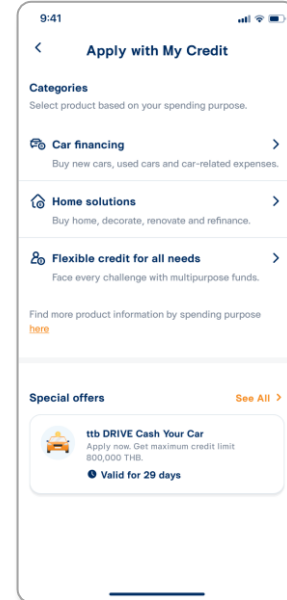 9:41
Apply with My Credit
Categories
Select product based on your spending purpose.
Car financing
Buy new cars, used cars and car-related expenses.
Home solutions
Buy home, decorate, renovate and refinance.
Flexible credit for all needs
Face every challenge with multipurpose funds.
Find more product information by spending purpose
here
Special offers
See All
ttb DRIVE Cash Your Car
Apply now. Get maximum credit limit
800,000 THB.
Valid for 29 days